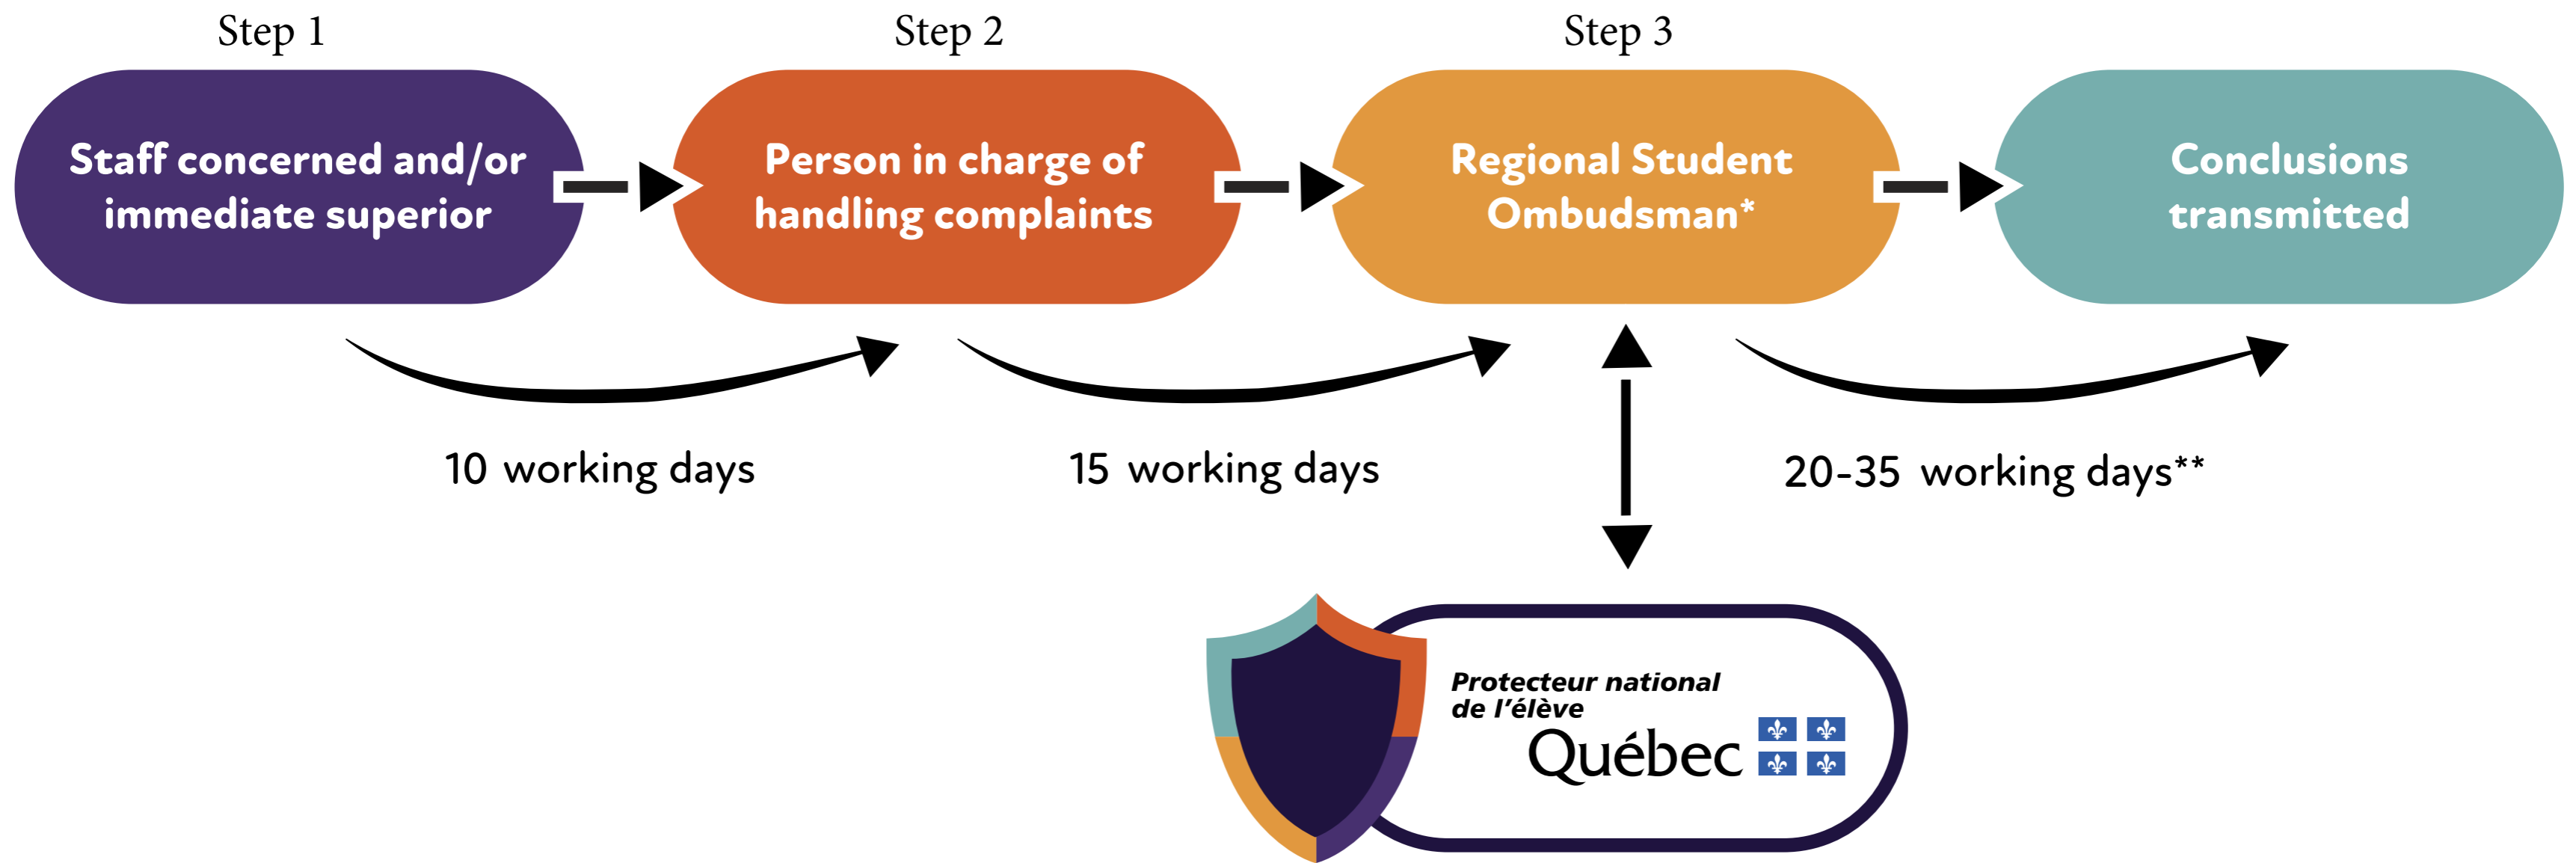 Step 1
Step 2
Step 3
Staff concerned and/or
immediate superior
Person in charge of
handling complaints
Regional Student
Ombudsman*
Conclusions
transmitted
10 working days
15 working days
20-35 working days**
Protecteur national
de l'élève
Québec